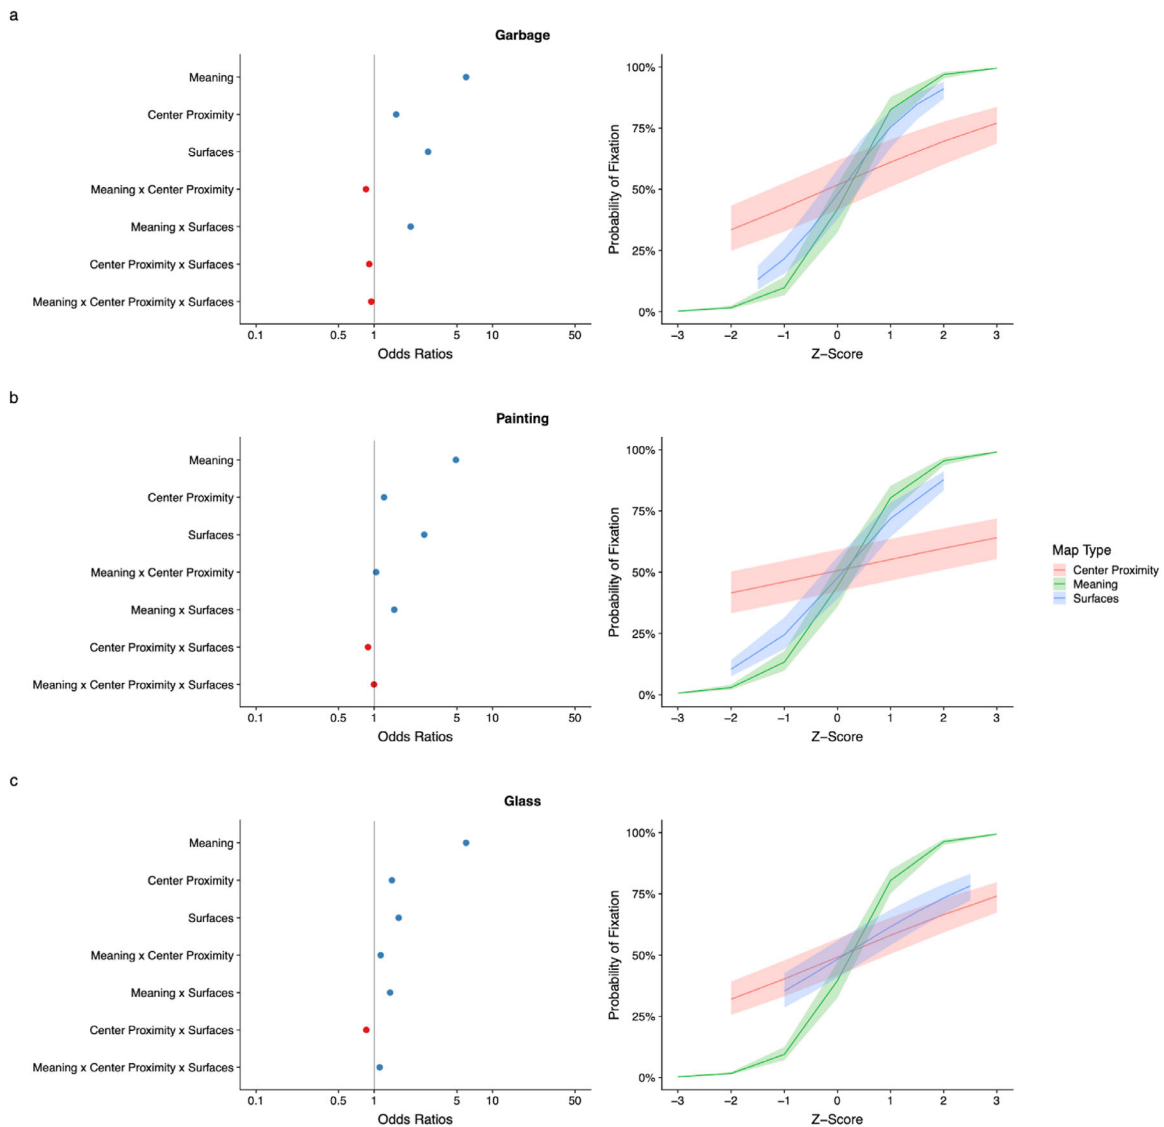 a
Garbage
Meaning
Center Proximity
Surfaces
Meaning x Center Proximity
Meaning x Surfaces
Center Proximity x Surfaces
Meaning x Center Proximity x Surfaces
0.1 0.5 1 5 10 50
Odds Ratios
100%
75%
50%
25%
0%
Probability of Fixation
−3 −2 −1 0 1 2 3
Z−Score
b
Painting
Meaning
Center Proximity
Surfaces
Meaning x Center Proximity
Meaning x Surfaces
Center Proximity x Surfaces
Meaning x Center Proximity x Surfaces
0.1 0.5 1 5 10 50
Odds Ratios
100%
75%
50%
25%
0%
Probability of Fixation
−3 −2 −1 0 1 2 3
Z−Score
Map Type
Center Proximity
Meaning
Surfaces
c
Glass
Meaning
Center Proximity
Surfaces
Meaning x Center Proximity
Meaning x Surfaces
Center Proximity x Surfaces
Meaning x Center Proximity x Surfaces
0.1 0.5 1 5 10 50
Odds Ratios
100%
75%
50%
25%
0%
Probability of Fixation
−3 −2 −1 0 1 2 3
Z−Score